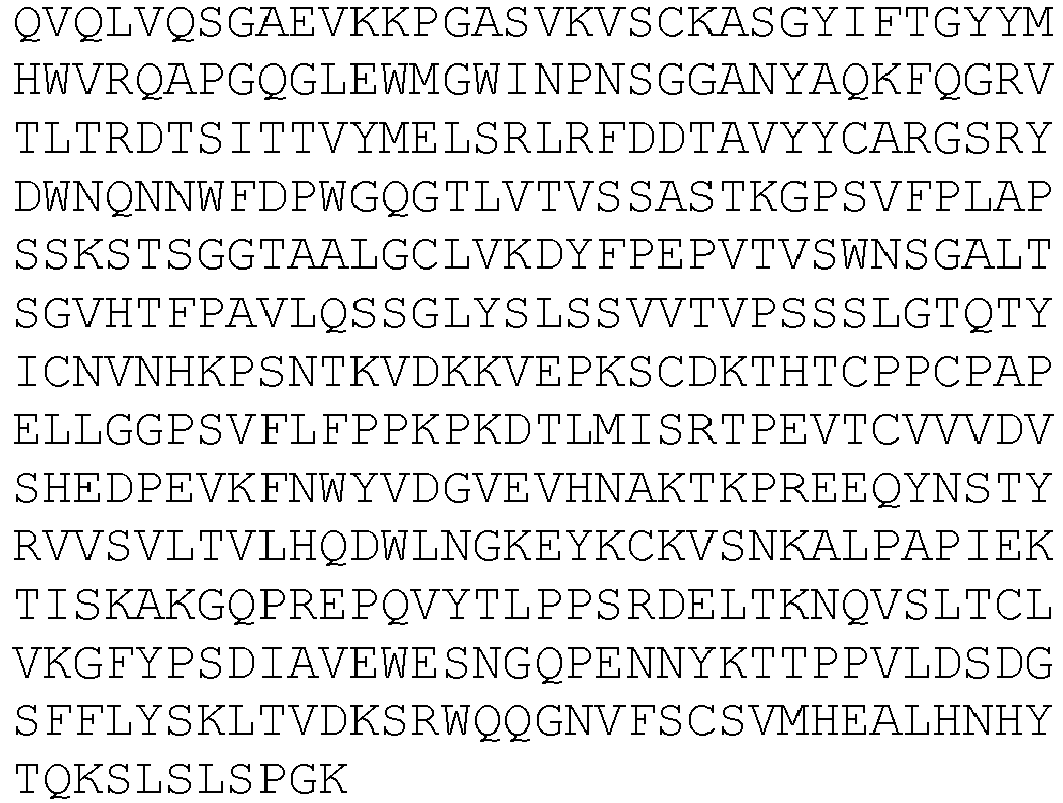 QVQLVQSGAEVKKPGASVKVSCKASGYIFTGYYM
HWVRQAPGQGLEWMGWINPNSGGANYAQKFQGRV
TLTRDTSITTVYMELSRLRFDDTAVYYCARGSRY
DWNQNNWFDPWGQGTLVTVSSASTKGPSVFPLAP
SSKSTSGGTAALGCLVKDYFPEPVTVSWNSGALT
SGVHTFPAVLQSSGLYSLSSVVTVPSSSLGTQTY
ICNVNHKPSNTKVDKKVEPKSCDKTHTCPPCPAP
ELLGGPSVFLFPPKPKDTLMISRTPEVTCVVVDV
SHEDPEVKFNWYVDGVEVHNAKTKPREEQYNSTY
RVVSVLTVLHQDWLNGKEYKCKVSNKALPAPIEK
TISKAKGQPREPQVYTLPPSRDELTKNQVSLTCL
VKGFYPSDIAVEWESNGQPENNYKTTPPVLDSDG
SFFLYSKLTVDKSRWQQGNVFSCSVMHEALHNHY
TQKSLSLSPGK